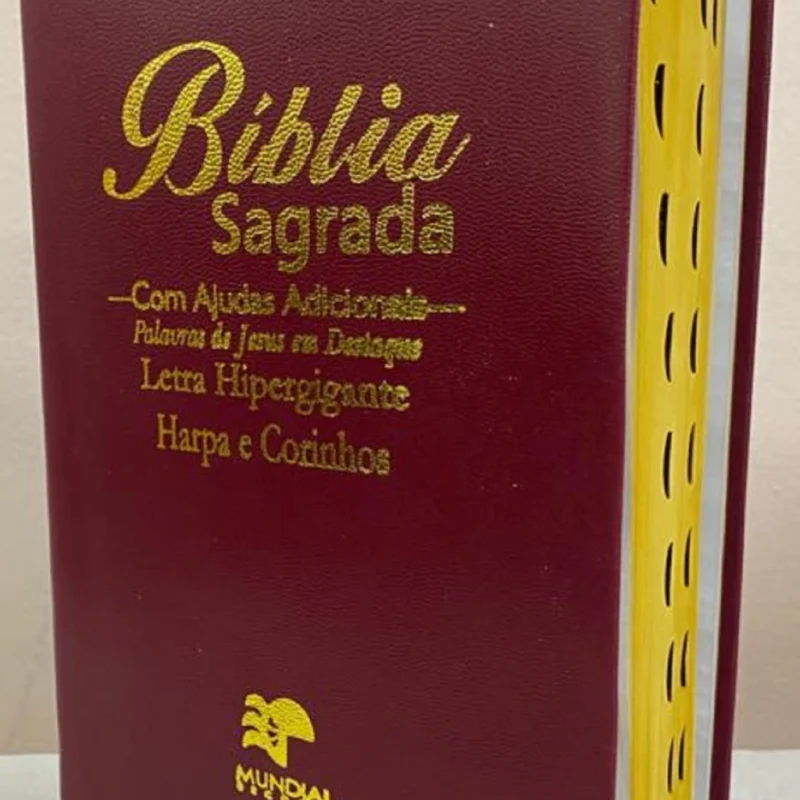 Bíblia
Sagrada
Com Ajudas Adicionais
Palavras de Jesus em Destaque
Letra Hipergigante
Harpa e Corinhos
MUNDIAL